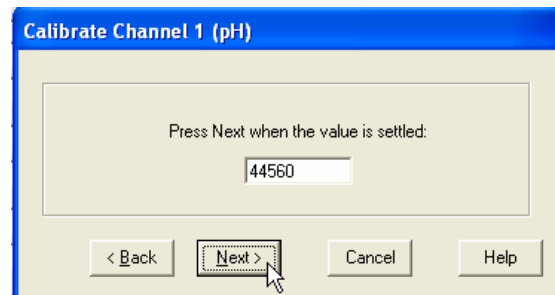 Calibrate Channel 1 (pH)
Press Next when the value is settled:
44560
< Back
Next >
Cancel
Help